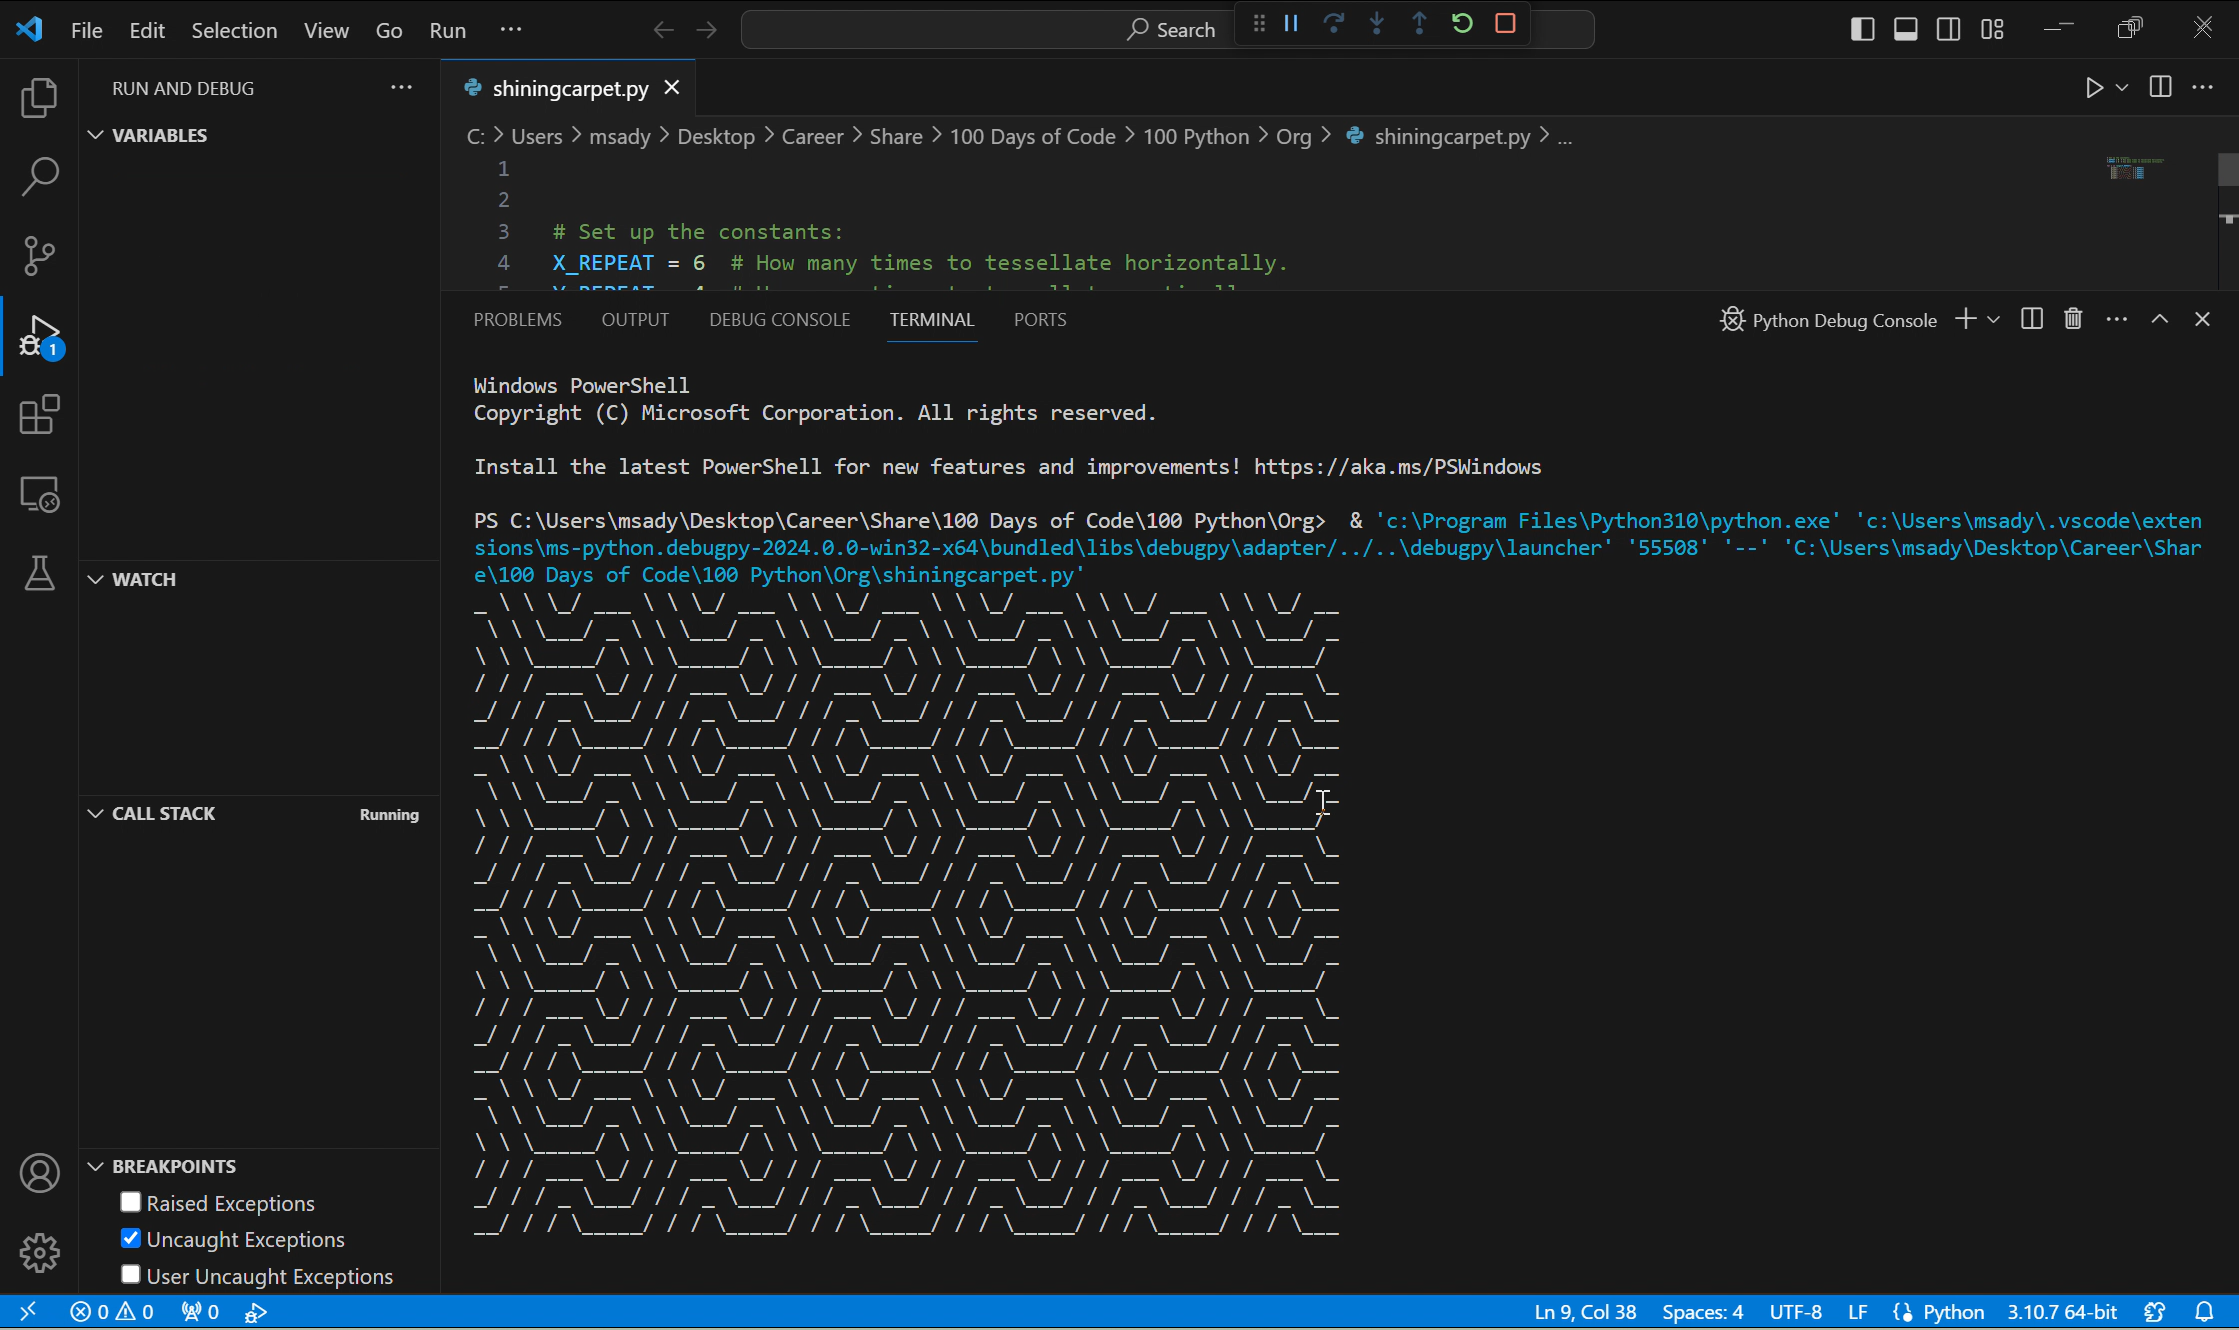 File Edit Selection View Go Run ··· Search
RUN AND DEBUG ···
VARIABLES
WATCH
CALL STACK Running
BREAKPOINTS
Raised Exceptions
Uncaught Exceptions
User Uncaught Exceptions
1
shiningcarpet.py
C: > Users > msady > Desktop > Career > Share > 100 Days of Code > 100 Python > Org > shiningcarpet.py > ...
1
2
3 # Set up the constants:
4 X_REPEAT = 6 # How many times to tessellate horizontally.
PROBLEMS OUTPUT DEBUG CONSOLE TERMINAL PORTS Python Debug Console
Windows PowerShell
Copyright (C) Microsoft Corporation. All rights reserved.
Install the latest PowerShell for new features and improvements! https://aka.ms/PSWindows
PS C:\Users\msady\Desktop\Career\Share\100 Days of Code\100 Python\Org>  & 'c:\Program Files\Python310\python.exe' 'c:\Users\msady\.vscode\exten
sions\ms-python.debugpy-2024.0.0-win32-x64\bundled\libs\debugpy\adapter/../..\debugpy\launcher' '55508' '--' 'C:\Users\msady\Desktop\Career\Shar
e\100 Days of Code\100 Python\Org\shiningcarpet.py'
0 0 0 Ln 9, Col 38 Spaces: 4 UTF-8 LF Python 3.10.7 64-bit